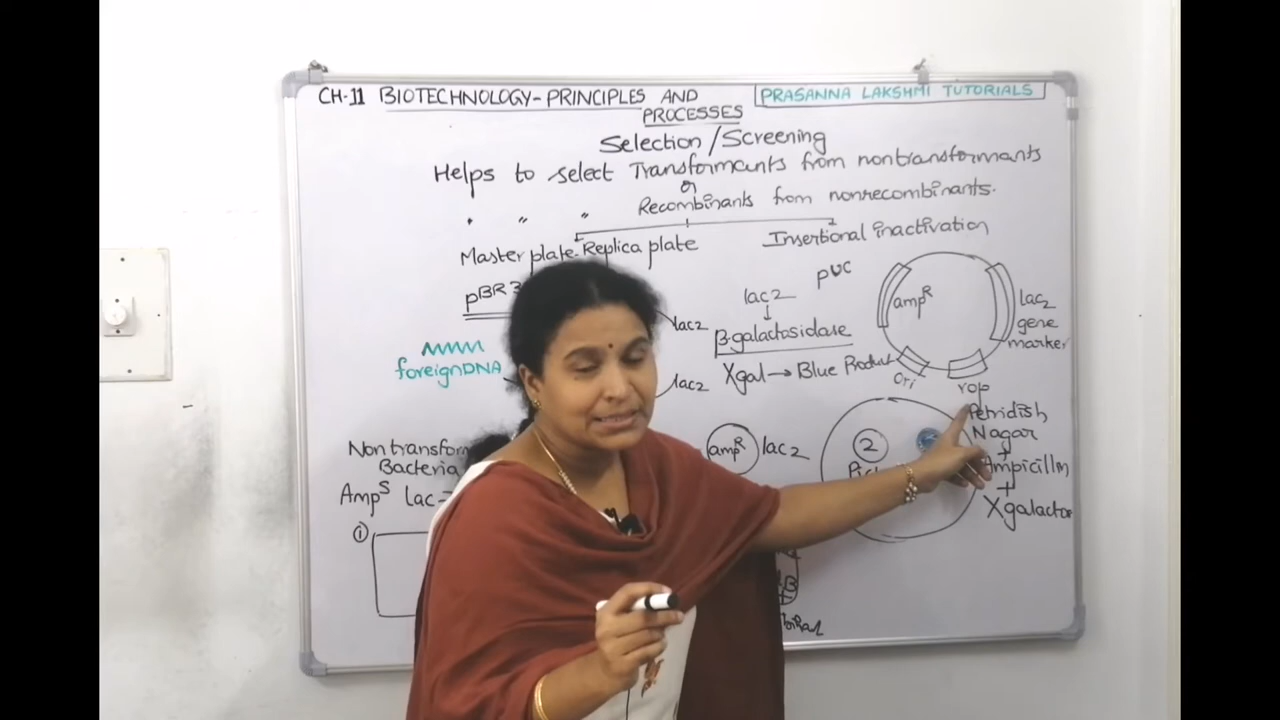 CH-11 BIOTECHNOLOGY-PRINCIPLES AND
PROCESSES
PRASANNA LAKSHMI TUTORIALS
Selection/Screening
Helps to select Transformants from nontransformants
or
" " " Recombinants from nonrecombinants.
Master plate-Replica plate
Insertional inactivation
pBR3
foreignDNA
lacz
lacz
lacz
β-galactosidase
Xgal → Blue Product
pUC
ampR
Lacz
gene
marker
Ori
rop
Non transform
Bacteria
AmpS Lac-
①
ampR lacz
2
Petridish
Nagar
+
Ampicillin
+
Xgalactos